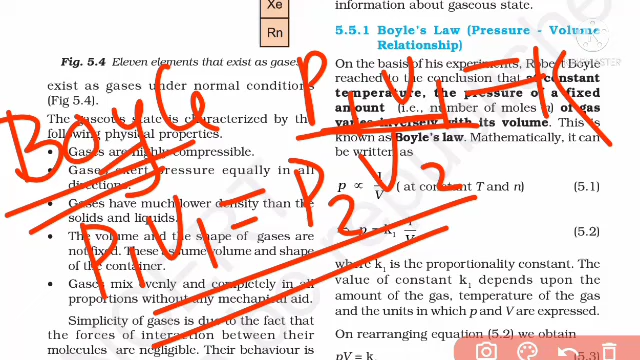 Xe
Rn
Fig. 5.4 Eleven elements that exist as gases
exist as gases under normal conditions
(Fig 5.4).
The gaseous state is characterized by the
following physical properties.
• Gases are highly compressible.
• Gases exert pressure equally in all
directions.
• Gases have much lower density than the
solids and liquids.
• The volume and the shape of gases are
not fixed. These assume volume and shape
of the container.
• Gases mix evenly and completely in all
proportions without any mechanical aid.
Simplicity of gases is due to the fact that
the forces of interaction between their
molecules are negligible. Their behaviour is
information about gaseous state.
5.5.1 Boyle's Law (Pressure - Volume
Relationship)
On the basis of his experiments, Robert Boyle
reached to the conclusion that at constant
temperature, the pressure of a fixed
amount (i.e., number of moles n) of gas
varies inversely with its volume. This is
known as Boyle's law. Mathematically, it can
be written as
p ∝ 1/V ( at constant T and n) (5.1)
p = k₁ 1/V (5.2)
where k₁ is the proportionality constant. The
value of constant k₁ depends upon the
amount of the gas, temperature of the gas
and the units in which p and V are expressed.
On rearranging equation (5.2) we obtain
pV = k₁ (5.3)
Boyle
P₁V₁ = K
P₁V₁ = P₂V₂